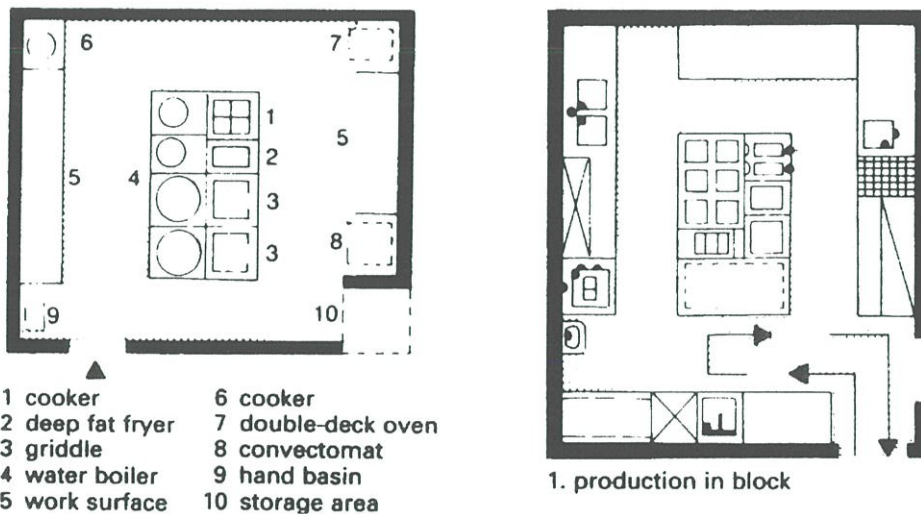 6
7
1
5
2
5
4
3
8
3
9
10
1 cooker
2 deep fat fryer
3 griddle
4 water boiler
5 work surface
6 cooker
7 double-deck oven
8 convectomat
9 hand basin
10 storage area
1. production in block